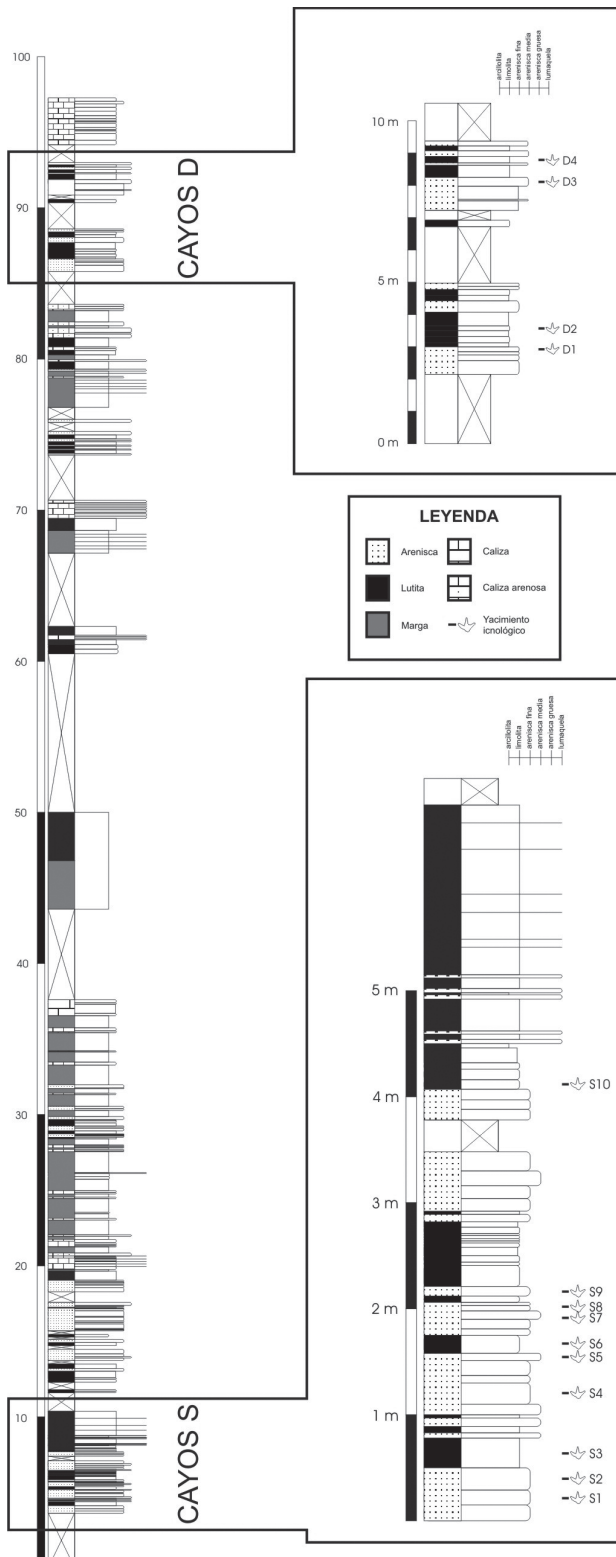 100
90
80
70
60
50
40
30
20
10
CAYOS D
CAYOS S
arcillolita
limolita
arenisca fina
arenisca media
arenisca gruesa
lumaquela
10 m
5 m
0 m
D4
D3
D2
D1
LEYENDA
Arenisca
Caliza
Lutita
Caliza arenosa
Marga
Yacimiento
icnológico
arcillolita
limolita
arenisca fina
arenisca media
arenisca gruesa
lumaquela
5 m
4 m
3 m
2 m
1 m
S10
S9
S8
S7
S6
S5
S4
S3
S2
S1